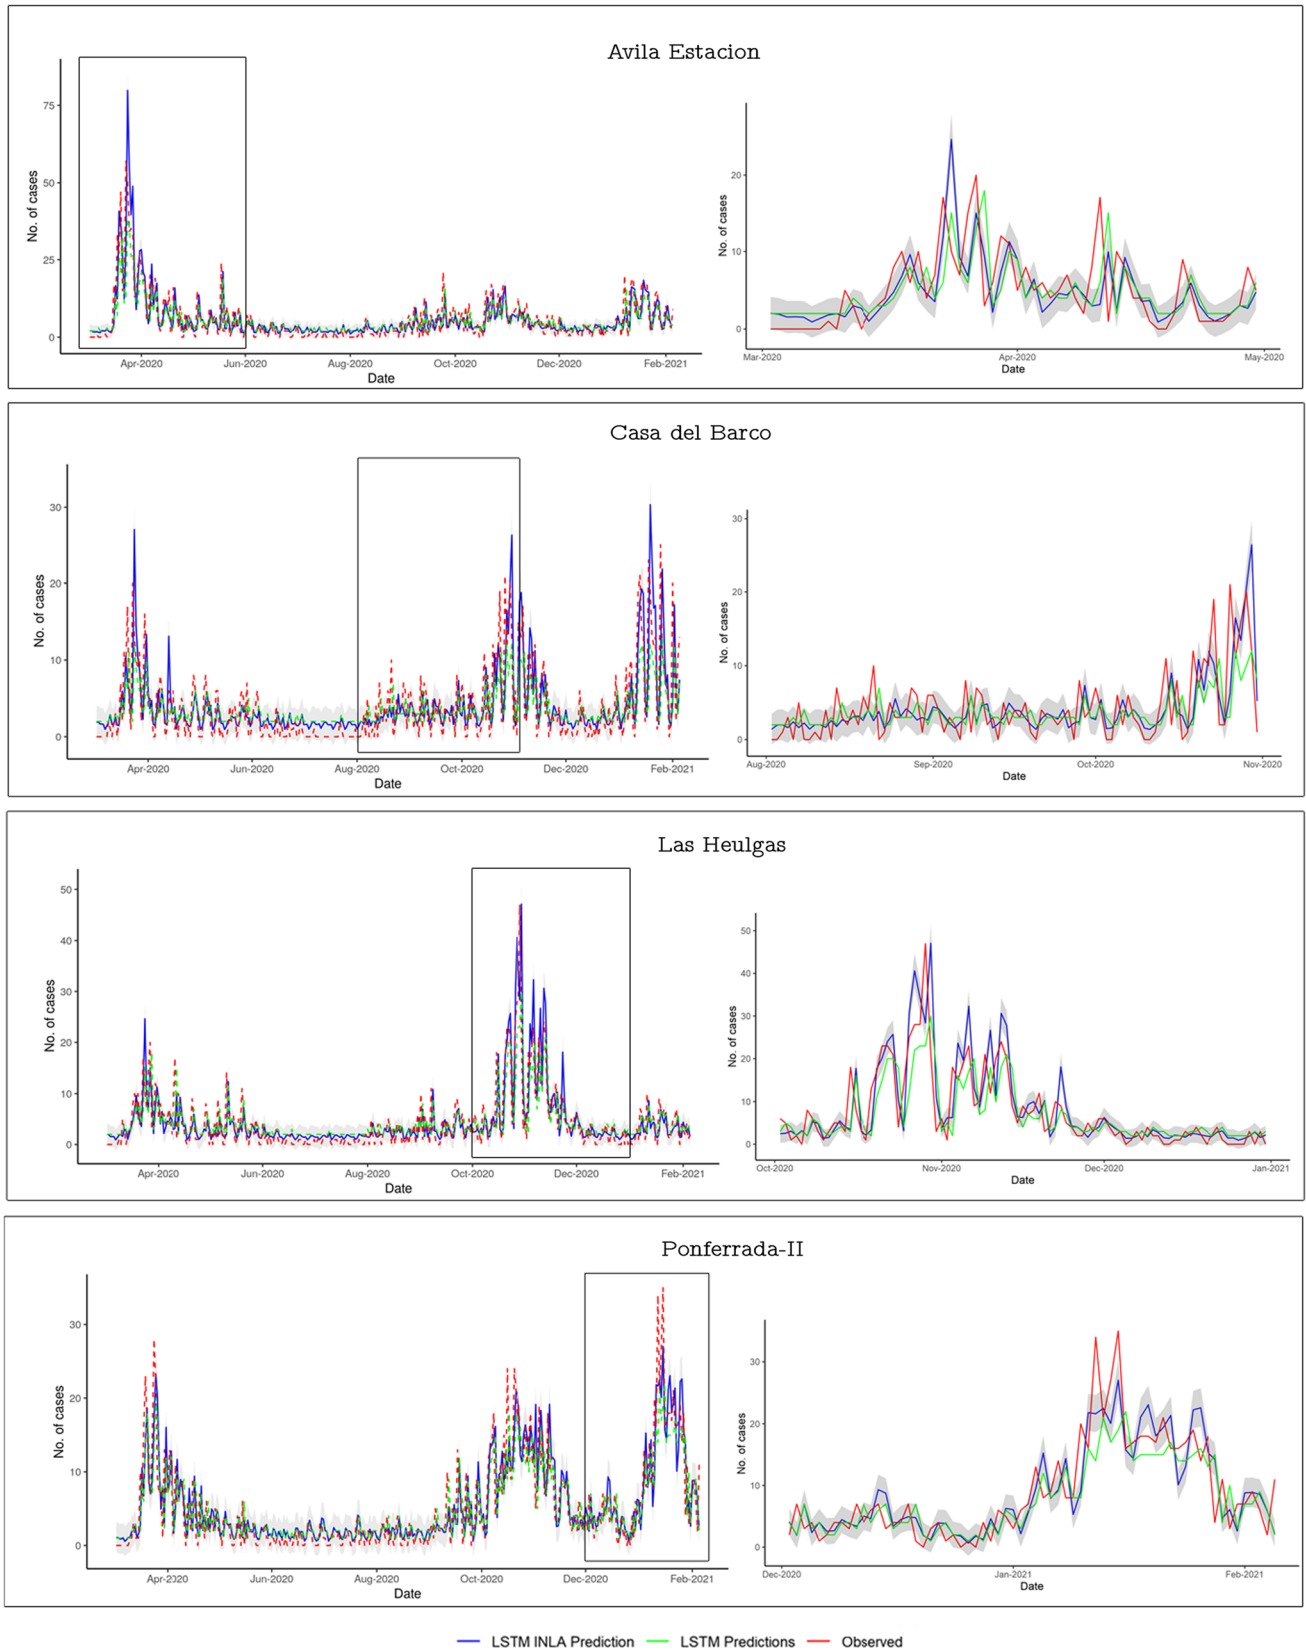 Avila Estacion
No. of cases
75
50
25
0
Apr-2020 Jun-2020 Aug-2020 Oct-2020 Dec-2020 Feb-2021
Date
No. of cases
20
10
0
Mar-2020 Apr-2020 May-2020
Date
Casa del Barco
No. of cases
30
20
10
0
Apr-2020 Jun-2020 Aug-2020 Oct-2020 Dec-2020 Feb-2021
Date
No. of cases
30
20
10
0
Aug-2020 Sep-2020 Oct-2020 Nov-2020
Date
Las Heulgas
No. of cases
50
40
30
20
10
0
Apr-2020 Jun-2020 Aug-2020 Oct-2020 Dec-2020 Feb-2021
Date
No. of cases
50
40
30
20
10
0
Oct-2020 Nov-2020 Dec-2020 Jan-2021
Date
Ponferrada-II
No. of cases
30
20
10
0
Apr-2020 Jun-2020 Aug-2020 Oct-2020 Dec-2020 Feb-2021
Date
No. of cases
30
20
10
0
Dec-2020 Jan-2021 Feb-2021
Date
LSTM INLA Prediction LSTM Predictions Observed